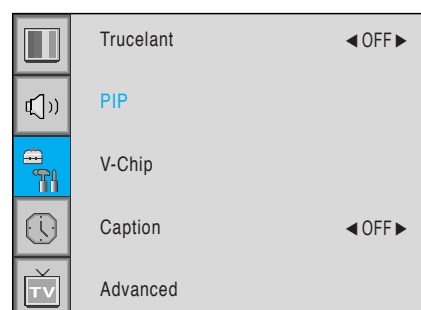 Trucelant ◀ OFF ▶
PIP
V-Chip
Caption ◀ OFF ▶
TV Advanced